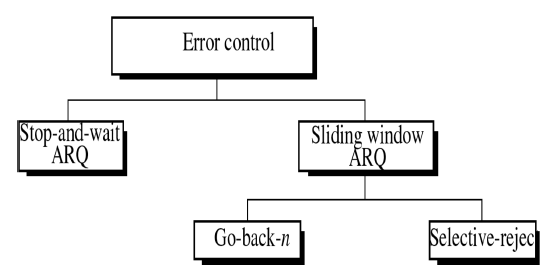 Error control
Stop-and-wait
ARQ
Sliding window
ARQ
Go-back-n
Selective-rejec